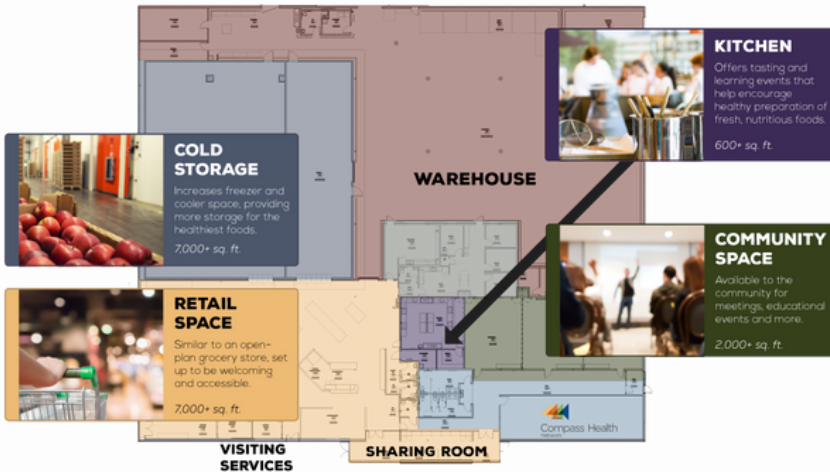 KITCHEN
Offers tasting and
learning events that
help encourage
healthy preparation of
fresh, nutritious foods.
600+ sq. ft.
COLD
STORAGE
Increases freezer and
cooler space, providing
more storage for the
healthiest foods.
7,000+ sq. ft.
WAREHOUSE
COMMUNITY
SPACE
Available to the
community for
meetings, educational
events and more.
2,000+ sq. ft.
RETAIL
SPACE
Similar to an open-
plan grocery store, set
up to be welcoming
and accessible.
7,000+ sq. ft.
Compass Health
Network
VISITING
SERVICES
SHARING ROOM